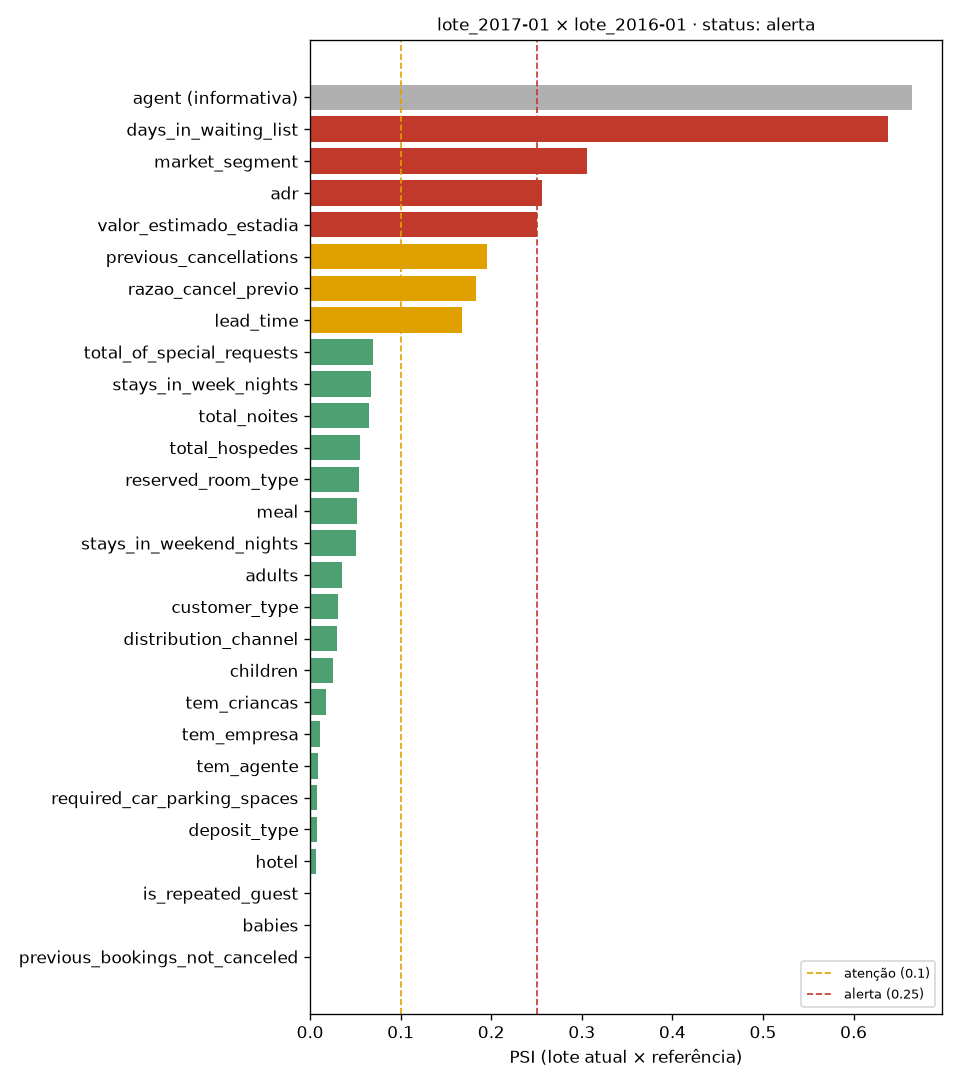 lote_2017-01 × lote_2016-01 · status: alerta
agent (informativa)
days_in_waiting_list
market_segment
adr
valor_estimado_estadia
previous_cancellations
razao_cancel_previo
lead_time
total_of_special_requests
stays_in_week_nights
total_noites
total_hospedes
reserved_room_type
meal
stays_in_weekend_nights
adults
customer_type
distribution_channel
children
tem_criancas
tem_empresa
tem_agente
required_car_parking_spaces
deposit_type
hotel
is_repeated_guest
babies
previous_bookings_not_canceled
atenção (0.1)
alerta (0.25)
0.0 0.1 0.2 0.3 0.4 0.5 0.6
PSI (lote atual × referência)